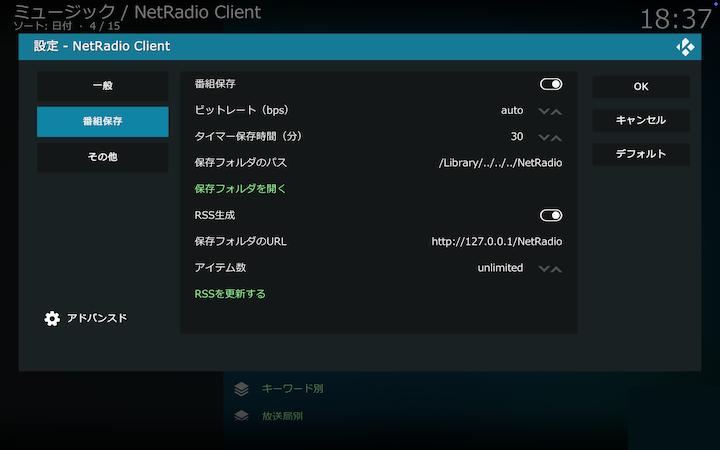 ミュージック / NetRadio Client
ソート: 日付 ・ 4 / 15
18:37
設定 - NetRadio Client
一般
番組保存
その他
アドバンスド
番組保存
ビットレート（bps） auto
タイマー保存時間（分） 30
保存フォルダのパス /Library/../../../NetRadio
保存フォルダを開く
RSS生成
保存フォルダのURL http://127.0.0.1/NetRadio
アイテム数 unlimited
RSSを更新する
OK
キャンセル
デフォルト
キーワード別
放送局別